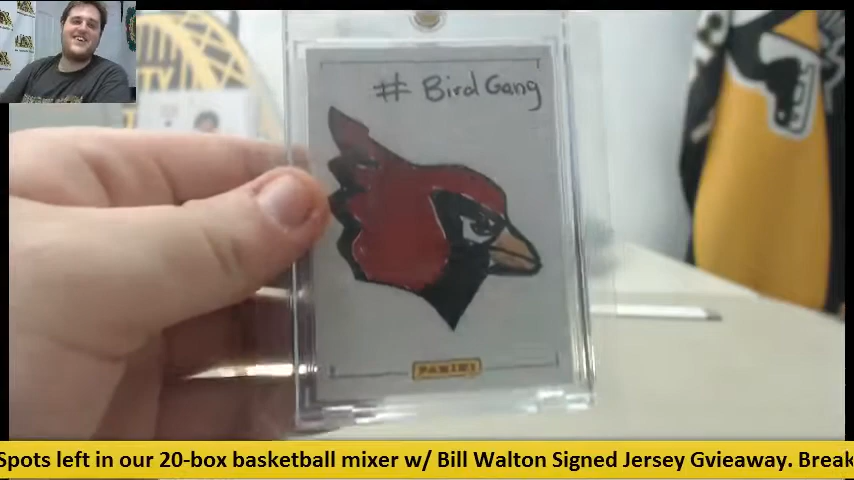 # Bird Gang
PANINI
Spots left in our 20-box basketball mixer w/ Bill Walton Signed Jersey Gvieaway. Break